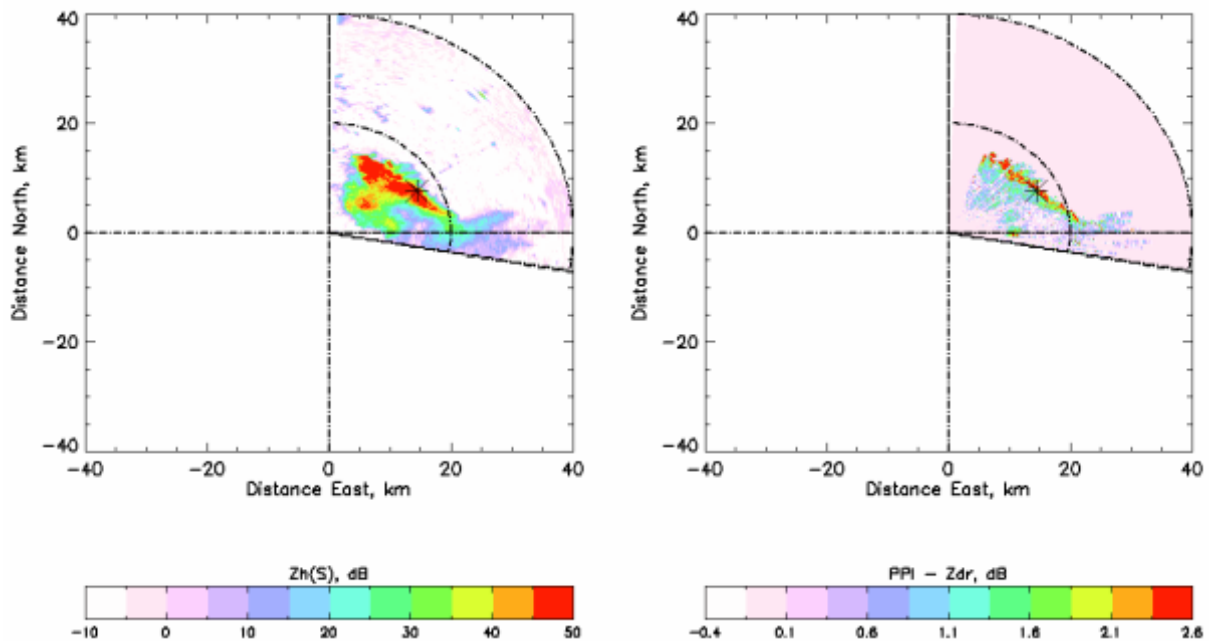 40
20
0
−20
−40
−40 −20 0 20 40
Distance North, km
Distance East, km
Zh(S), dB
−10 0 10 20 30 40 50
40
20
0
−20
−40
−40 −20 0 20 40
Distance North, km
Distance East, km
PPI − Zdr, dB
−0.4 0.1 0.6 1.1 1.6 2.1 2.6